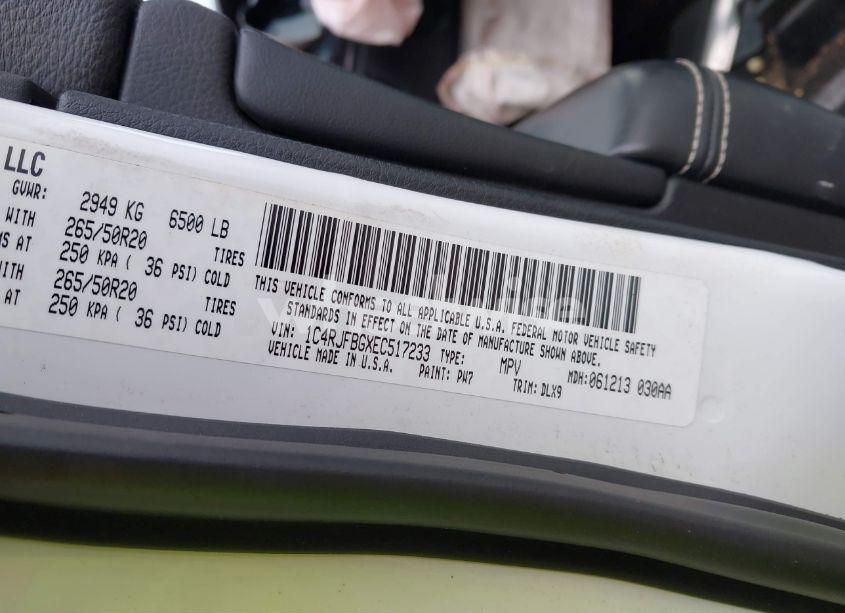 LLC
GVWR: 2949 KG 6500 LB
WITH 265/50R20 TIRES
MS AT 250 KPA ( 36 PSI) COLD
WITH 265/50R20 TIRES
AT 250 KPA ( 36 PSI) COLD
THIS VEHICLE CONFORMS TO ALL APPLICABLE U.S.A. FEDERAL MOTOR VEHICLE SAFETY
STANDARDS IN EFFECT ON THE DATE OF MANUFACTURE SHOWN ABOVE.
VIN: 1C4RJFBGXEC517233 TYPE: MPV MDH:061213 030AA
VEHICLE MADE IN U.S.A. PAINT: PW7 TRIM: DLX9